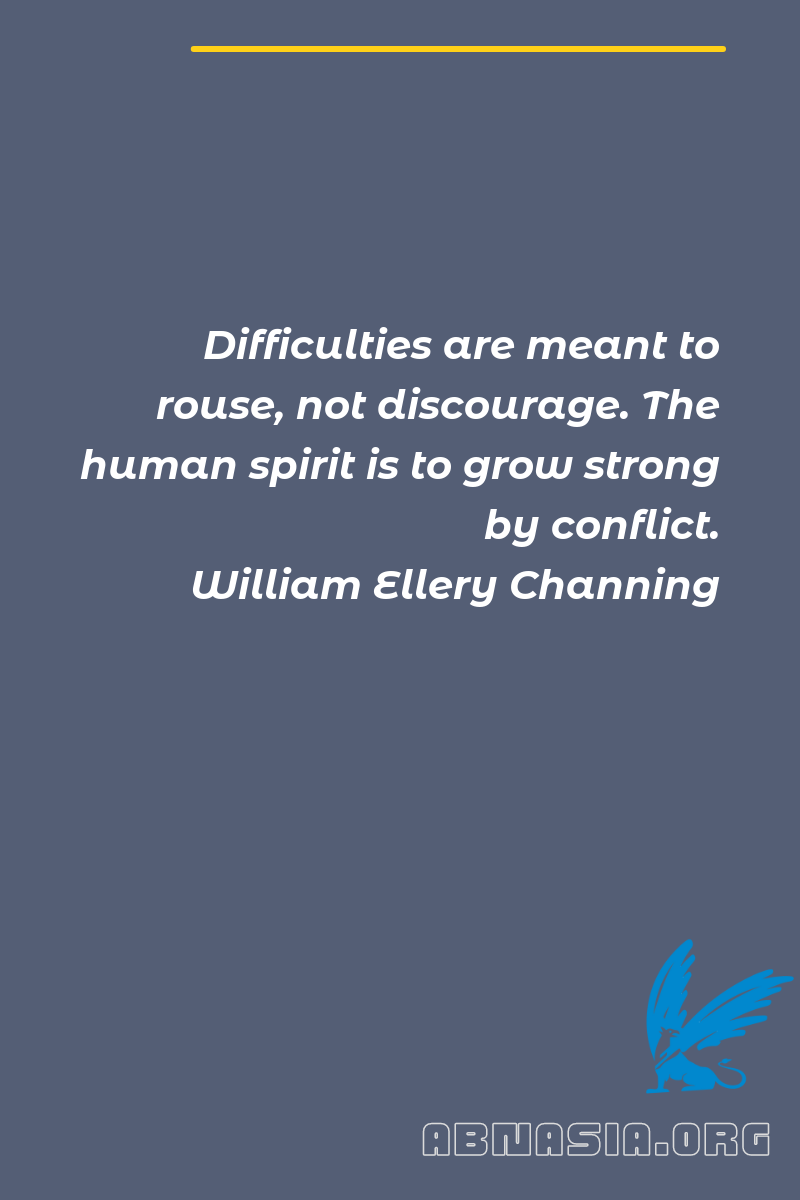 Difficulties are meant to
rouse, not discourage. The
human spirit is to grow strong
by conflict.
William Ellery Channing
ABNASIA.ORG